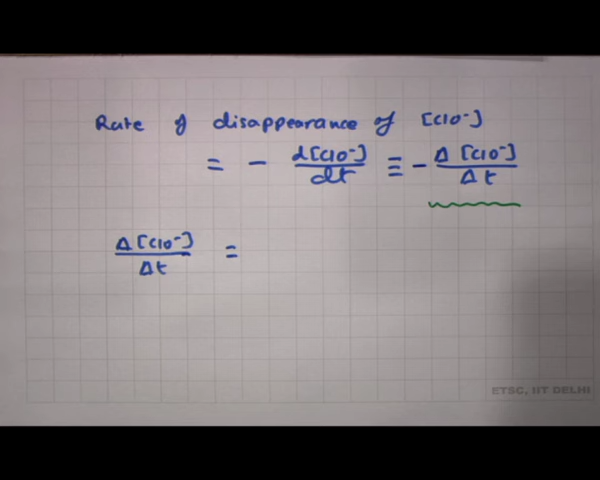 Rate of disappearance of [ClO⁻]
= - d[ClO⁻]/dt ≡ - Δ[ClO⁻]/Δt
Δ[ClO⁻]/Δt =
ETSC, IIT DELHI